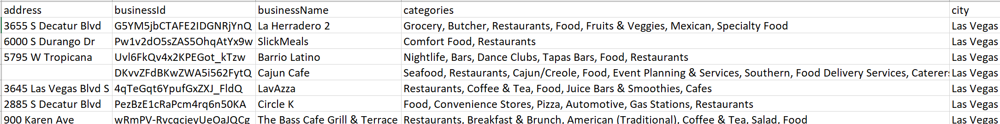 address businessId businessName categories city
3655 S Decatur Blvd G5YM5jbCTAFE2IDGNRjYnQ La Herradero 2 Grocery, Butcher, Restaurants, Food, Fruits & Veggies, Mexican, Specialty Food Las Vegas
6000 S Durango Dr Pw1v2dO5sZAS5OhqAtYx9w SlickMeals Comfort Food, Restaurants Las Vegas
5795 W Tropicana Uvl6FkQv4x2KPEGot_kTzw Barrio Latino Nightlife, Bars, Dance Clubs, Tapas Bars, Food, Restaurants Las Vegas
DKvvZFdBKwZWA5i562FytQ Cajun Cafe Seafood, Restaurants, Cajun/Creole, Food, Event Planning & Services, Southern, Food Delivery Services, Caterers Las Vegas
3645 Las Vegas Blvd S 4qTeGqt6YpufGxZXJ_FldQ LavAzza Restaurants, Coffee & Tea, Food, Juice Bars & Smoothies, Cafes Las Vegas
2885 S Decatur Blvd PezBzE1cRaPcm4rq6n50KA Circle K Food, Convenience Stores, Pizza, Automotive, Gas Stations, Restaurants Las Vegas
900 Karen Ave wRmPV-RvcqcjeyUeOaJQCg The Bass Cafe Grill & Terrace Restaurants, Breakfast & Brunch, American (Traditional), Coffee & Tea, Salad, Food Las Vegas